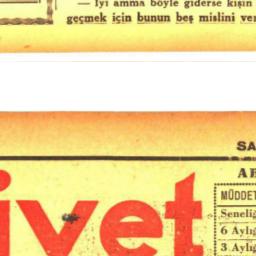 — İyi amma böyle giderse kışın
geçmek için bunun beş mislini ver
SA
AB
iyet
MÜDDET
Seneliğ
6 Aylığ
3 Aylığ